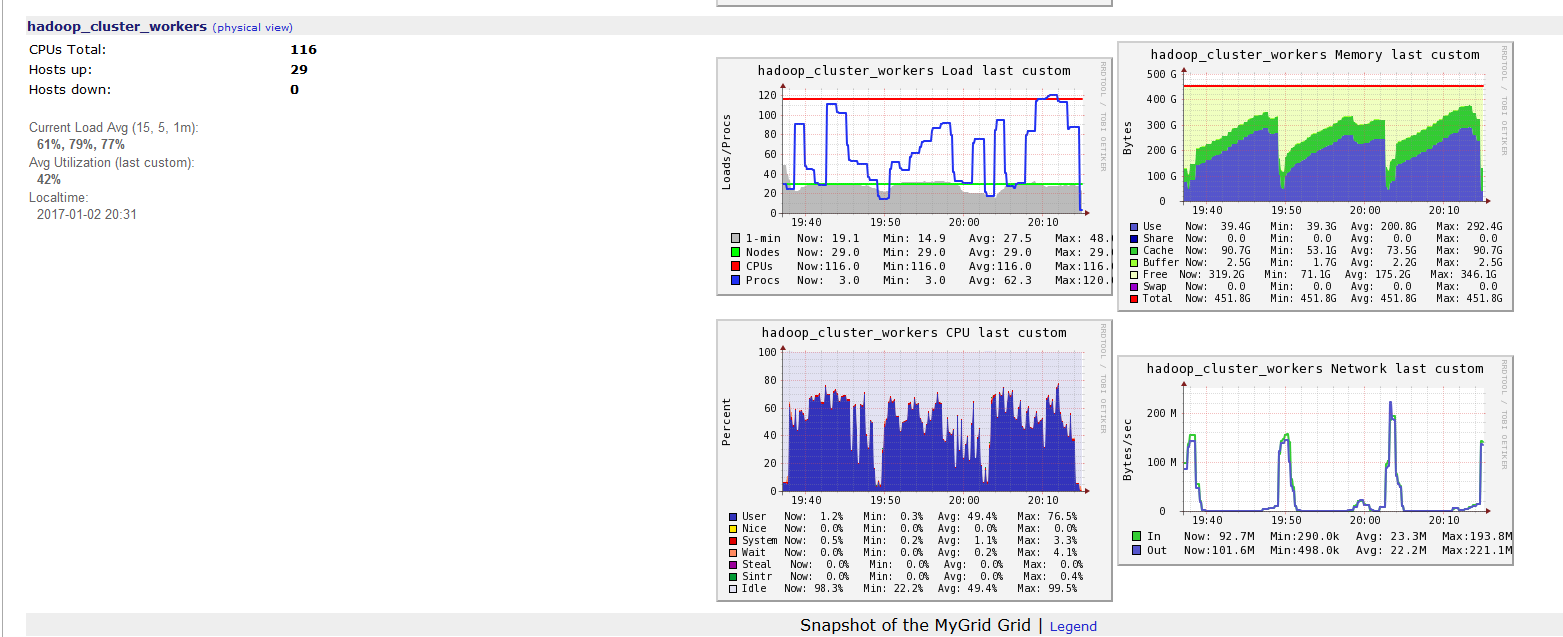 hadoop_cluster_workers (physical view)
CPUs Total: 116
Hosts up: 29
Hosts down: 0
Current Load Avg (15, 5, 1m):
61%, 79%, 77%
Avg Utilization (last custom):
42%
Localtime:
2017-01-02 20:31
hadoop_cluster_workers Load last custom
RRDTOOL / TOBI OETIKER
Loads/Procs
120
100
80
60
40
20
0
19:40 19:50 20:00 20:10
1-min Now: 19.1 Min: 14.9 Avg: 27.5 Max: 48.
Nodes Now: 29.0 Min: 29.0 Avg: 29.0 Max: 29.
CPUs Now:116.0 Min:116.0 Avg:116.0 Max:116.
Procs Now: 3.0 Min: 3.0 Avg: 62.3 Max:120.
hadoop_cluster_workers Memory last custom
RRDTOOL / TOBI OETIKER
Bytes
500 G
400 G
300 G
200 G
100 G
0
19:40 19:50 20:00 20:10
Use Now: 39.4G Min: 39.3G Avg: 200.8G Max: 292.4G
Share Now: 0.0 Min: 0.0 Avg: 0.0 Max: 0.0
Cache Now: 90.7G Min: 53.1G Avg: 73.5G Max: 90.7G
Buffer Now: 2.5G Min: 1.7G Avg: 2.2G Max: 2.5G
Free Now: 319.2G Min: 71.1G Avg: 175.2G Max: 346.1G
Swap Now: 0.0 Min: 0.0 Avg: 0.0 Max: 0.0
Total Now: 451.8G Min: 451.8G Avg: 451.8G Max: 451.8G
hadoop_cluster_workers CPU last custom
RRDTOOL / TOBI OETIKER
Percent
100
80
60
40
20
0
19:40 19:50 20:00 20:10
User Now: 1.2% Min: 0.3% Avg: 49.4% Max: 76.5%
Nice Now: 0.0% Min: 0.0% Avg: 0.0% Max: 0.0%
System Now: 0.5% Min: 0.2% Avg: 1.1% Max: 3.3%
Wait Now: 0.0% Min: 0.0% Avg: 0.2% Max: 4.1%
Steal Now: 0.0% Min: 0.0% Avg: 0.0% Max: 0.0%
Sintr Now: 0.0% Min: 0.0% Avg: 0.0% Max: 0.4%
Idle Now: 98.3% Min: 22.2% Avg: 49.4% Max: 99.5%
hadoop_cluster_workers Network last custom
RRDTOOL / TOBI OETIKER
Bytes/sec
200 M
100 M
0
19:40 19:50 20:00 20:10
In Now: 92.7M Min:290.0k Avg: 23.3M Max:193.8M
Out Now:101.6M Min:498.0k Avg: 22.2M Max:221.1M
Snapshot of the MyGrid Grid | Legend